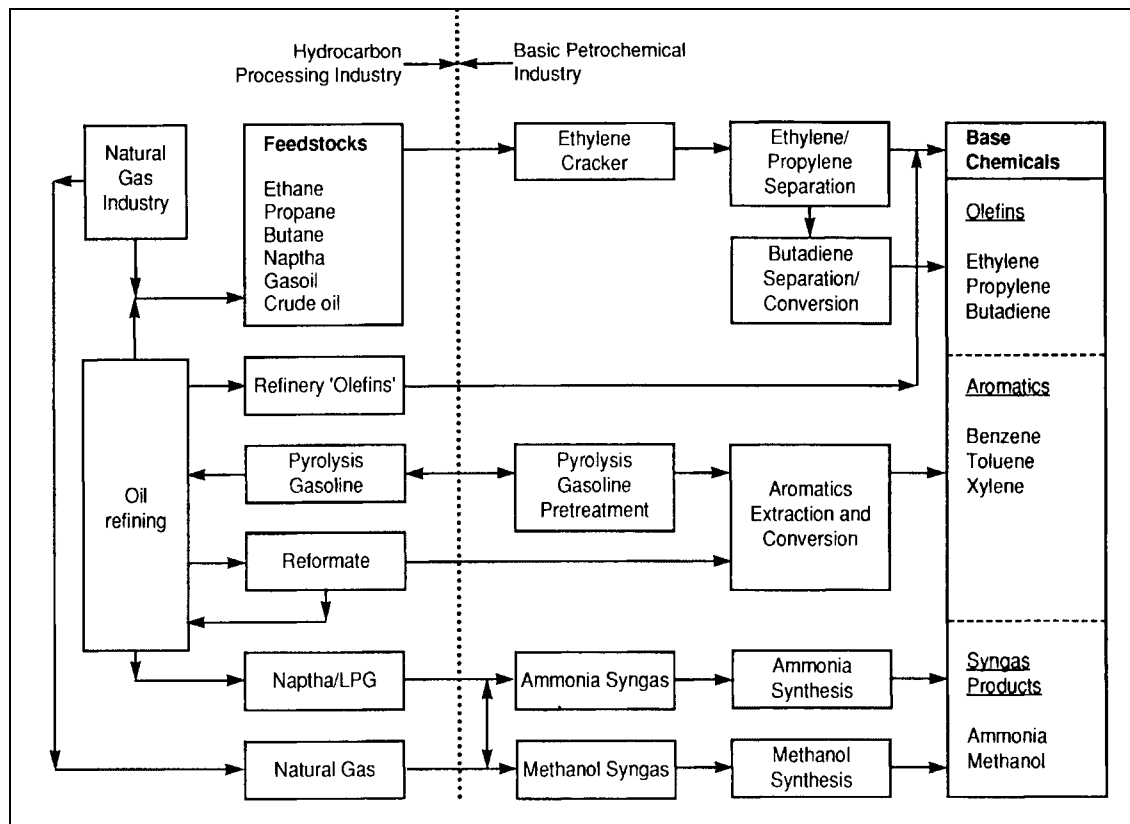 Hydrocarbon
Processing Industry
Basic Petrochemical
Industry
Natural
Gas
Industry
Feedstocks
Ethane
Propane
Butane
Naptha
Gasoil
Crude oil
Ethylene
Cracker
Ethylene/
Propylene
Separation
Butadiene
Separation/
Conversion
Base
Chemicals
Olefins
Ethylene
Propylene
Butadiene
Oil
refining
Refinery 'Olefins'
Pyrolysis
Gasoline
Pyrolysis
Gasoline
Pretreatment
Aromatics
Extraction and
Conversion
Aromatics
Benzene
Toluene
Xylene
Reformate
Naptha/LPG
Ammonia Syngas
Ammonia
Synthesis
Syngas
Products
Ammonia
Methanol
Natural Gas
Methanol Syngas
Methanol
Synthesis